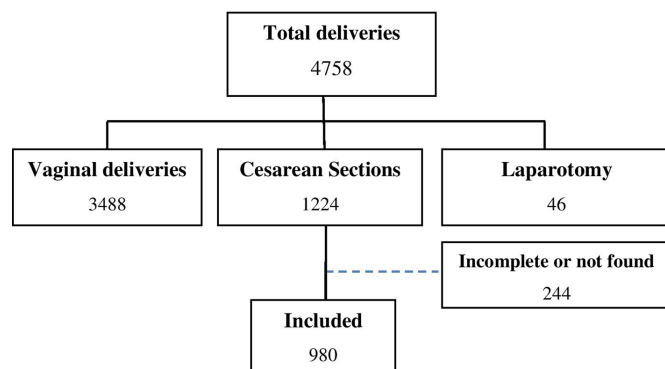 Total deliveries
4758
Vaginal deliveries
3488
Cesarean Sections
1224
Laparotomy
46
Incomplete or not found
244
Included
980